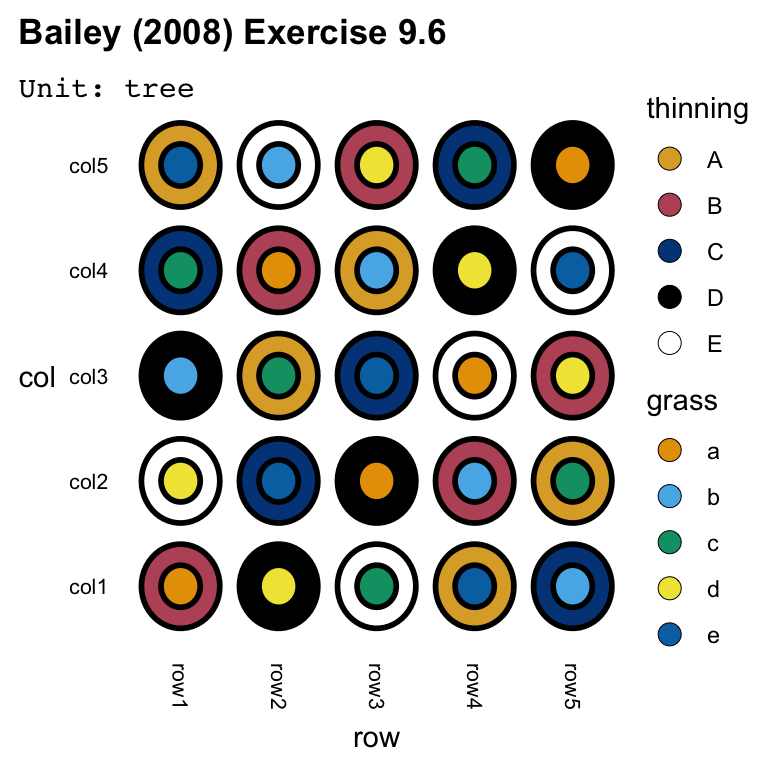 Bailey (2008) Exercise 9.6
Unit: tree
thinning
A
B
C
D
E
grass
a
b
c
d
e
col5
col4
col3
col2
col1
col
row1
row2
row3
row4
row5
row